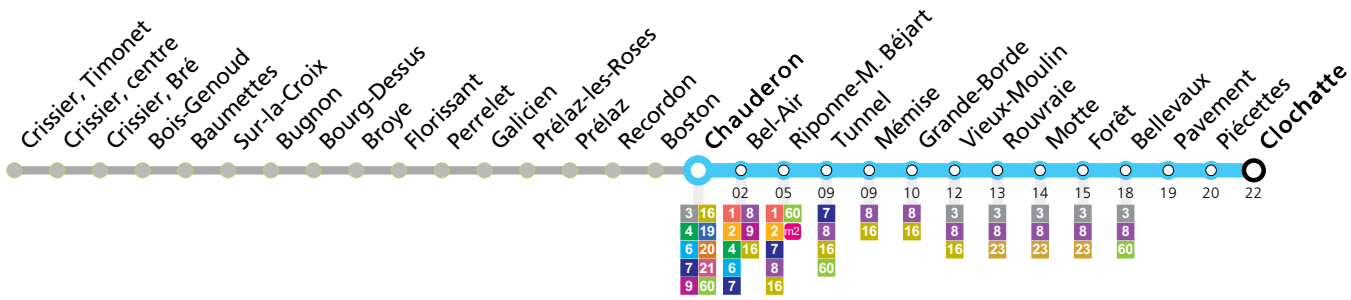 Crissier, Timonet
Crissier, centre
Crissier, Bré
Bois-Genoud
Baumettes
Sur-la-Croix
Bugnon
Bourg-Dessus
Broye
Florissant
Perrelet
Galicien
Prélaz-les-Roses
Prélaz
Recordon
Boston
Chauderon
Bel-Air
Riponne-M. Béjart
Tunnel
Mémise
Grande-Borde
Vieux-Moulin
Rouvraie
Motte
Forêt
Bellevaux
Pavement
Piécettes
Clochatte
02 05 09 09 10 12 13 14 15 18 19 20 22
3 16 1 8 1 60 7 8 8 3 3 3 3 3
4 19 2 9 2 m2 8 16 16 8 8 8 8 8
6 20 4 16 7 16 16 23 23 23 60
7 21 6 8 60
9 60 7 16